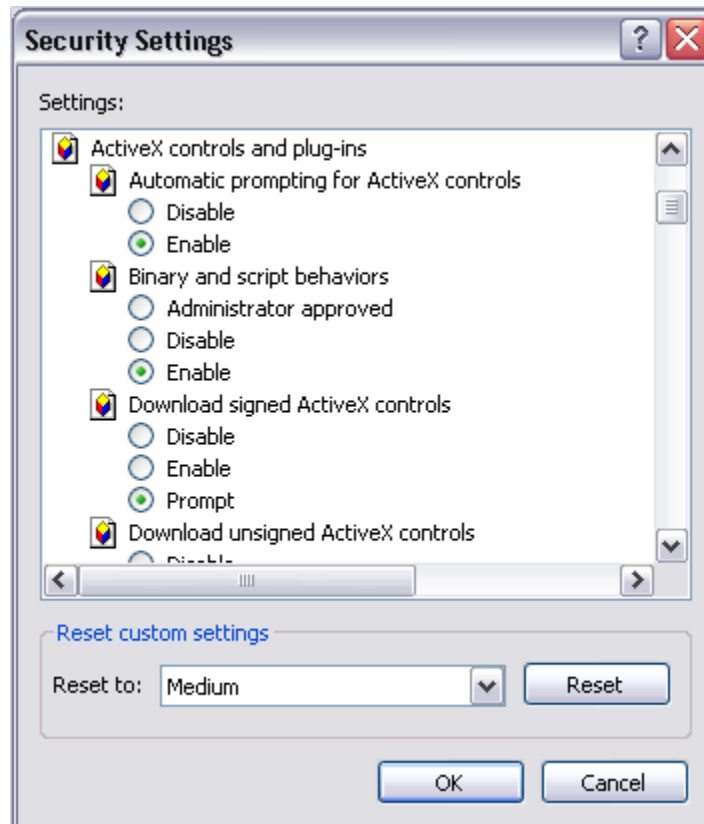 Security Settings
Settings:
ActiveX controls and plug-ins
Automatic prompting for ActiveX controls
Disable
Enable
Binary and script behaviors
Administrator approved
Disable
Enable
Download signed ActiveX controls
Disable
Enable
Prompt
Download unsigned ActiveX controls
Reset custom settings
Reset to: Medium Reset
OK Cancel